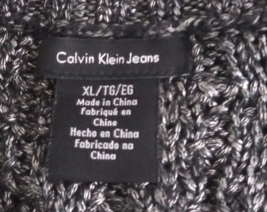 Calvin Klein Jeans
XL/TG/EG
Made in China
Fabriqué en
Chine
Hecho en China
Fabricado na
China